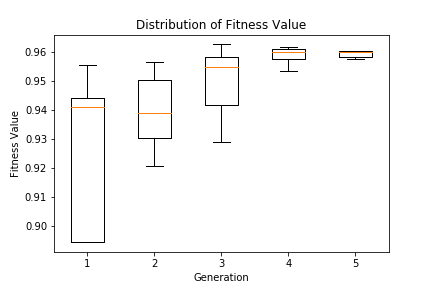 Distribution of Fitness Value
0.96
0.95
0.94
0.93
0.92
0.91
0.90
Fitness Value
1 2 3 4 5
Generation